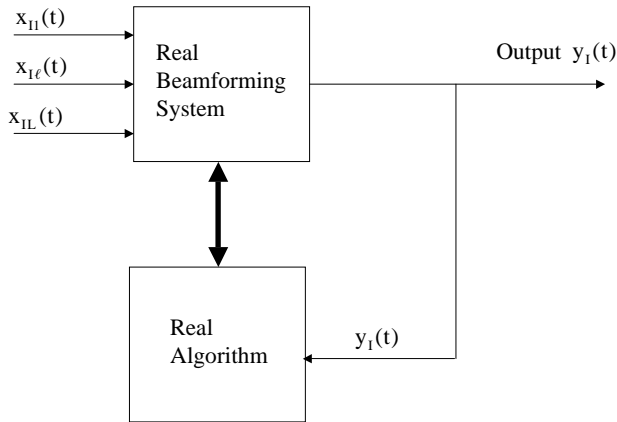 x_I1(t)
x_Iℓ(t)
x_IL(t)
Real
Beamforming
System
Output y_I(t)
Real
Algorithm
y_I(t)